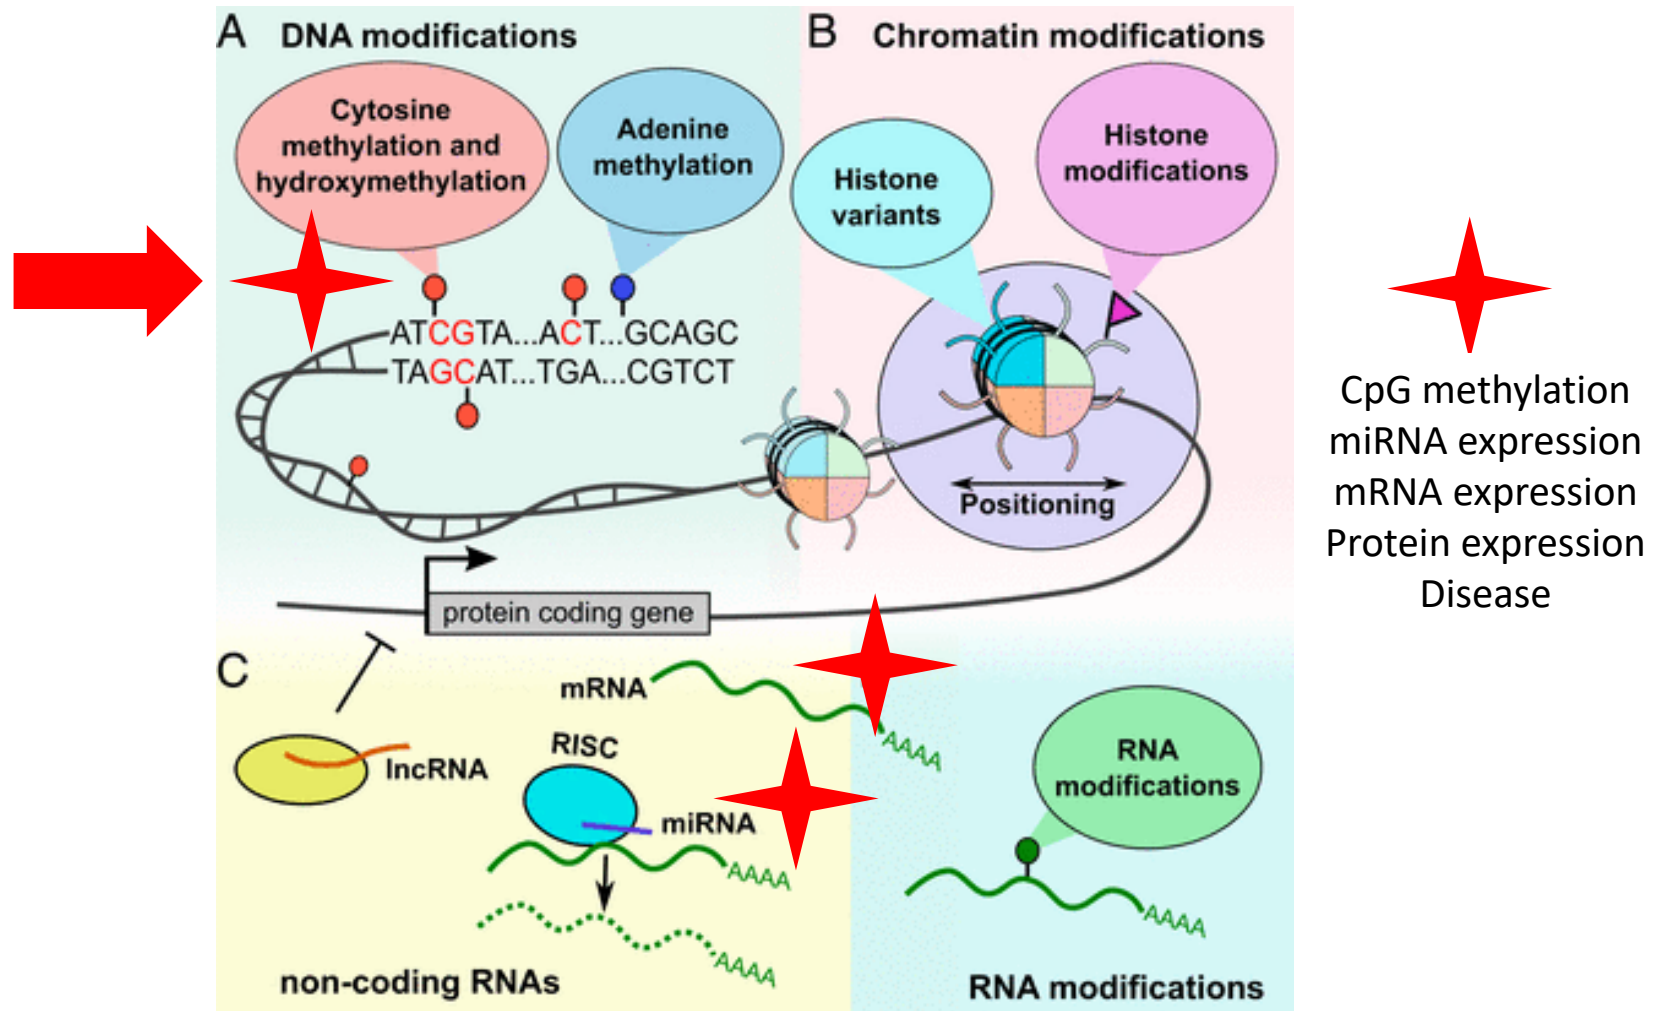 A DNA modifications
Cytosine
methylation and
hydroxymethylation
Adenine
methylation
ATCGTA...ACT...GCAGC
TAGCAT...TGA...CGTCT
B Chromatin modifications
Histone
variants
Histone
modifications
Positioning
protein coding gene
C
mRNA
AAAA
lncRNA
RISC
miRNA
AAAA
AAAA
non-coding RNAs
RNA
modifications
AAAA
RNA modifications
CpG methylation
miRNA expression
mRNA expression
Protein expression
Disease